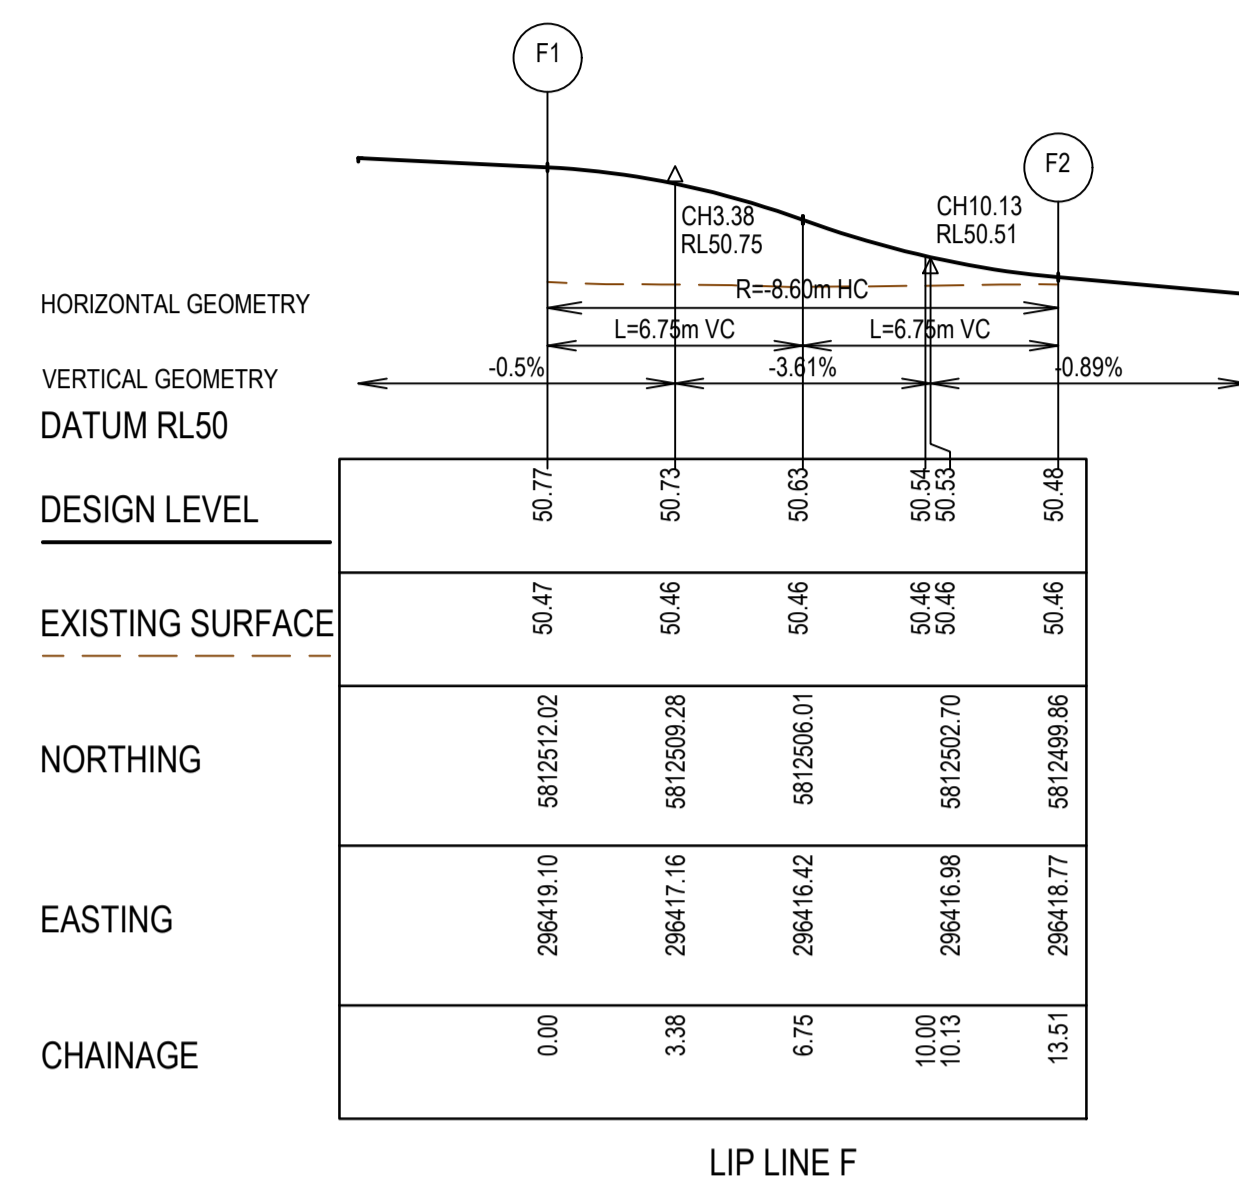 F1
F2
CH3.38
RL50.75
CH10.13
RL50.51
HORIZONTAL GEOMETRY
R=-8.60m HC
L=6.75m VC
L=6.75m VC
VERTICAL GEOMETRY
-0.5%
-3.61%
-0.89%
DATUM RL50
DESIGN LEVEL
50.77
50.73
50.63
50.54
50.53
50.48
EXISTING SURFACE
50.47
50.46
50.46
50.46
50.46
50.46
NORTHING
5812512.02
5812509.28
5812506.01
5812502.70
5812499.86
EASTING
296419.10
296417.16
296416.42
296416.98
296418.77
CHAINAGE
0.00
3.38
6.75
10.00
10.13
13.51
LIP LINE F